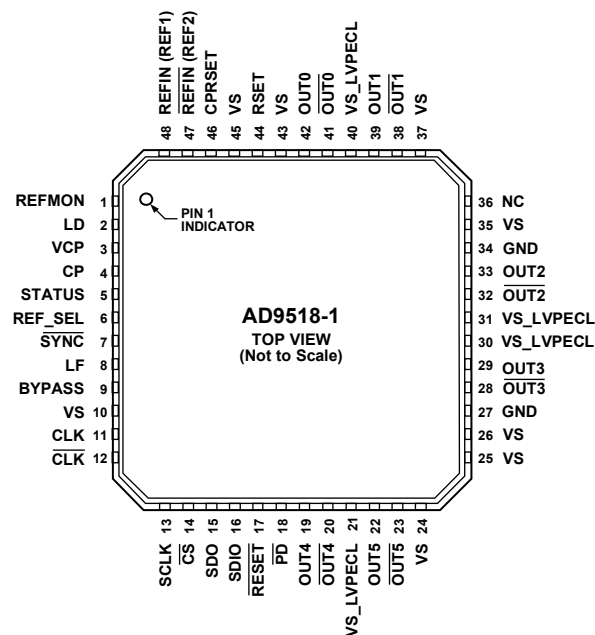 48 REFIN (REF1)
47 REFIN (REF2)
46 CPRSET
45 VS
44 RSET
43 VS
42 OUT0
41 OUT0
40 VS_LVPECL
39 OUT1
38 OUT1
37 VS
REFMON 1
LD 2
VCP 3
CP 4
STATUS 5
REF_SEL 6
SYNC 7
LF 8
BYPASS 9
VS 10
CLK 11
CLK 12
PIN 1
INDICATOR
AD9518-1
TOP VIEW
(Not to Scale)
36 NC
35 VS
34 GND
33 OUT2
32 OUT2
31 VS_LVPECL
30 VS_LVPECL
29 OUT3
28 OUT3
27 GND
26 VS
25 VS
SCLK 13
CS 14
SDO 15
SDIO 16
RESET 17
PD 18
OUT4 19
OUT4 20
VS_LVPECL 21
OUT5 22
OUT5 23
VS 24